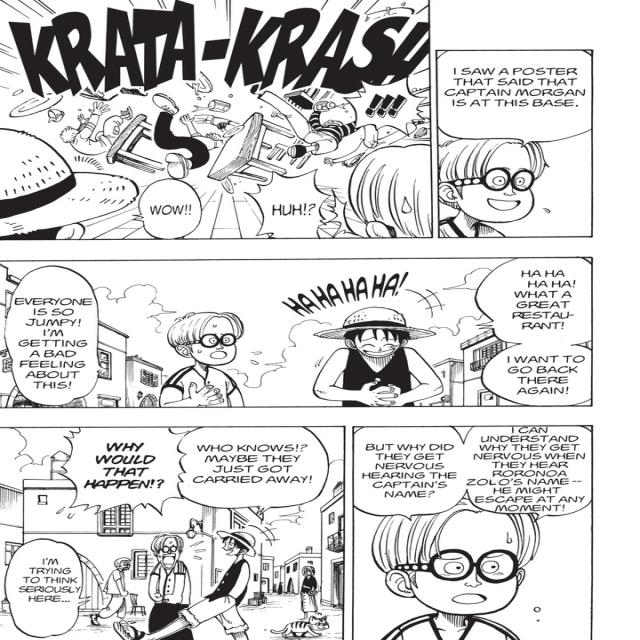 I SAW A POSTER
THAT SAID THAT
CAPTAIN MORGAN
IS AT THIS BASE.
KRATA-KRASH
!!!
HUH!?
WOW!!
HA HA
HA HA!
WHAT A
GREAT
RESTAU-
RANT!
I WANT TO
GO BACK
THERE
AGAIN!
HA HA HA HA!
EVERYONE
IS SO
JUMPY!
I'M
GETTING
A BAD
FEELING
ABOUT
THIS!
I CAN
UNDERSTAND
WHY THEY GET
NERVOUS WHEN
THEY HEAR
RORONOA
ZOLO'S NAME--
HE MIGHT
ESCAPE AT ANY
MOMENT!
BUT WHY DID
THEY GET
NERVOUS
HEARING THE
CAPTAIN'S
NAME?
WHO KNOWS!?
MAYBE THEY
JUST GOT
CARRIED AWAY!
WHY
WOULD
THAT
HAPPEN!?
I'M
TRYING
TO THINK
SERIOUSLY
HERE...